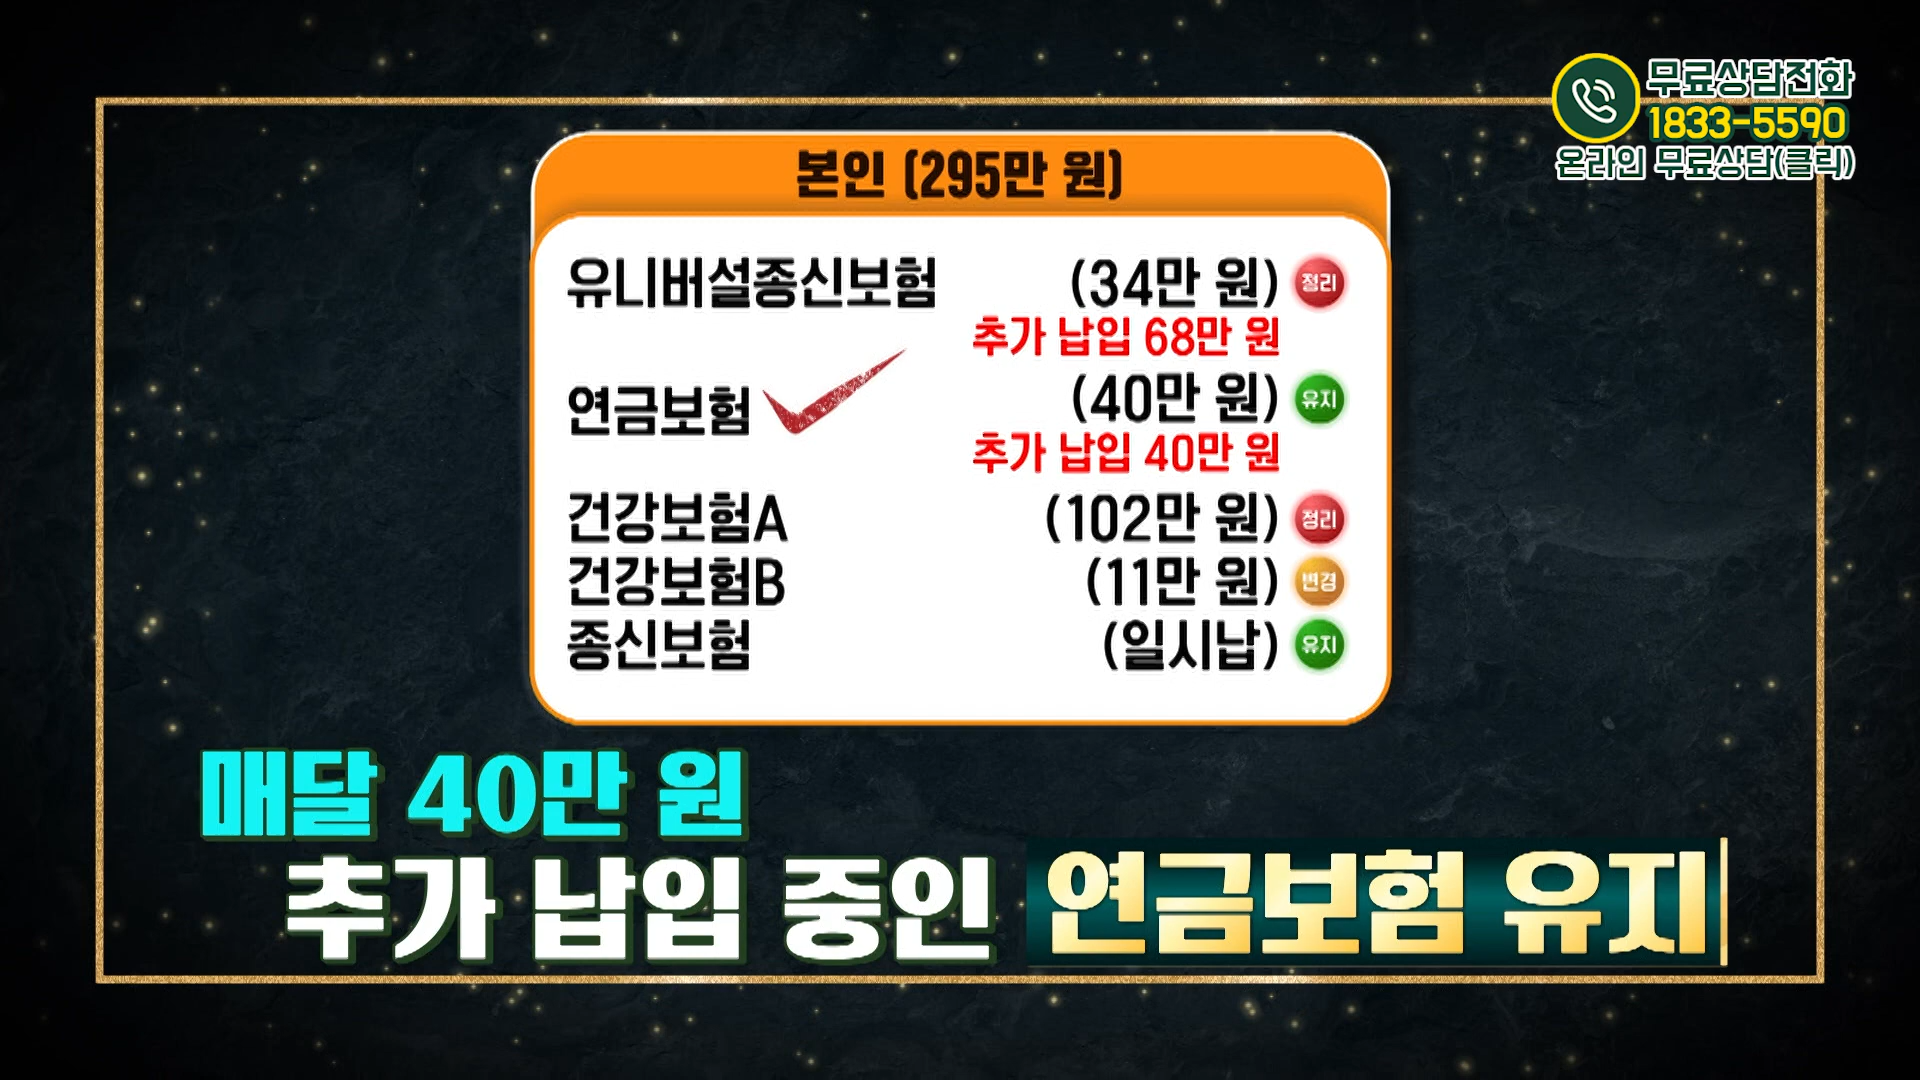 무료상담전화
1833-5590
온라인 무료상담(클릭)
본인 (295만 원)
유니버설종신보험 (34만 원) 정리
추가 납입 68만 원
연금보험 (40만 원) 유지
추가 납입 40만 원
건강보험A (102만 원) 정리
건강보험B (11만 원) 변경
종신보험 (일시납) 유지
매달 40만 원
추가 납입 중인 연금보험 유지